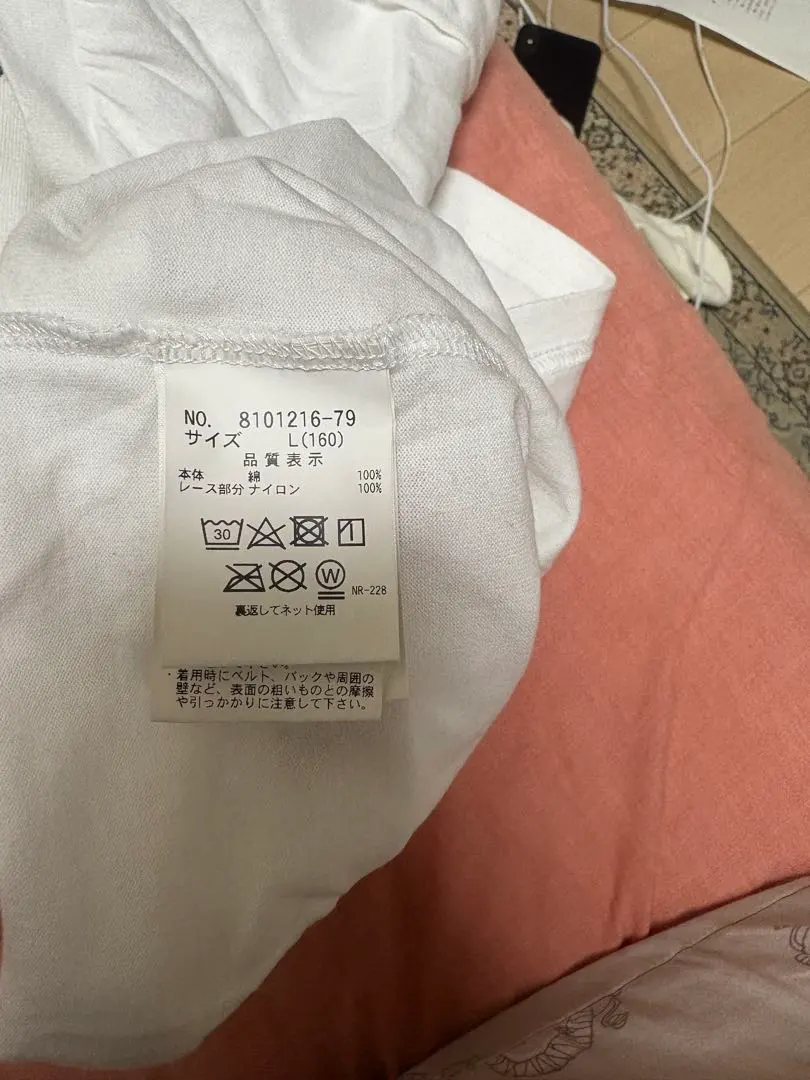 NO. 8101216-79
サイズ L(160)
品質表示
本体 綿 100%
レース部分 ナイロン 100%
30
W
NR-228
裏返してネット使用
・着用時にベルト、バックや周囲の
壁など、表面の粗いものとの摩擦
や引っかかりに注意して下さい。